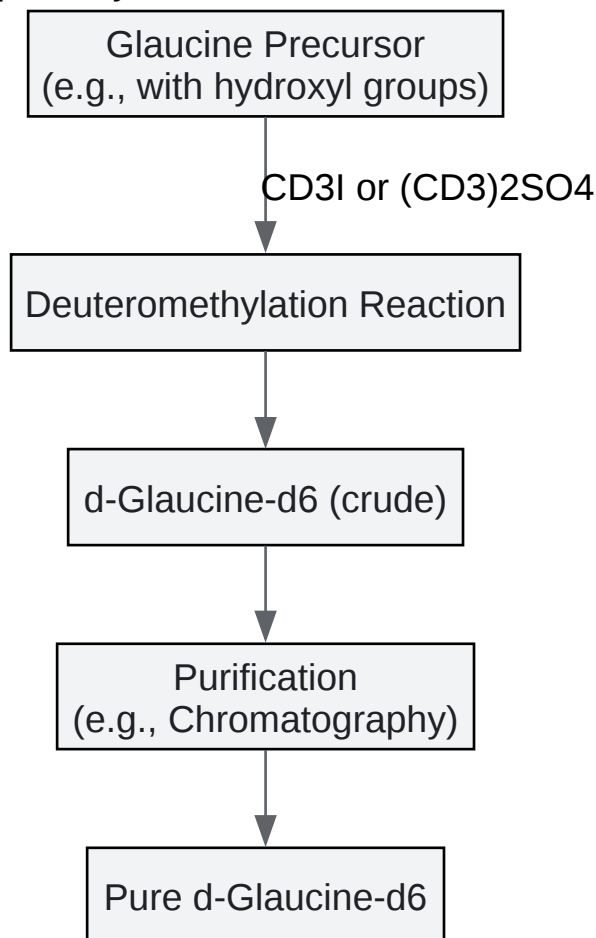 Glaucine Precursor
(e.g., with hydroxyl groups)
CD3I or (CD3)2SO4
Deuteromethylation Reaction
d-Glaucine-d6 (crude)
Purification
(e.g., Chromatography)
Pure d-Glaucine-d6